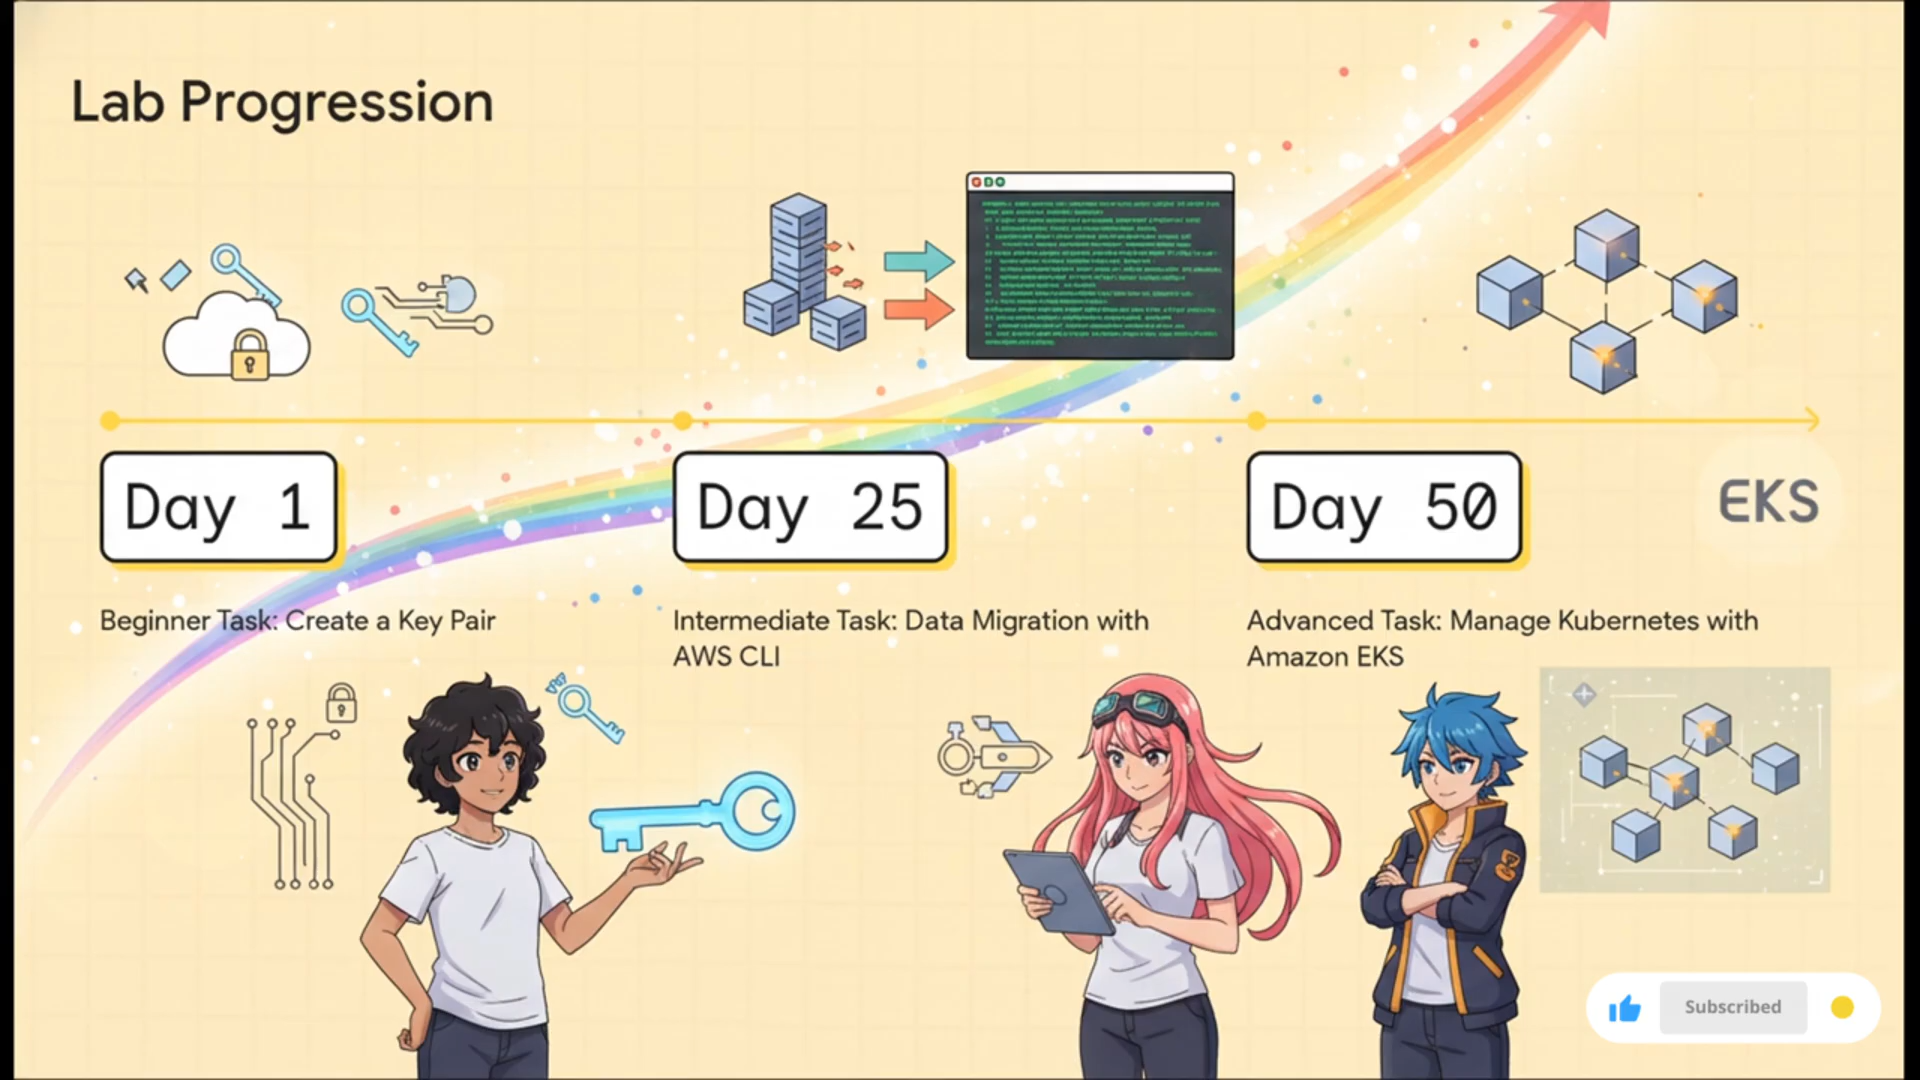 Lab Progression
Day 1
Day 25
Day 50
EKS
Beginner Task: Create a Key Pair
Intermediate Task: Data Migration with
AWS CLI
Advanced Task: Manage Kubernetes with
Amazon EKS
Subscribed